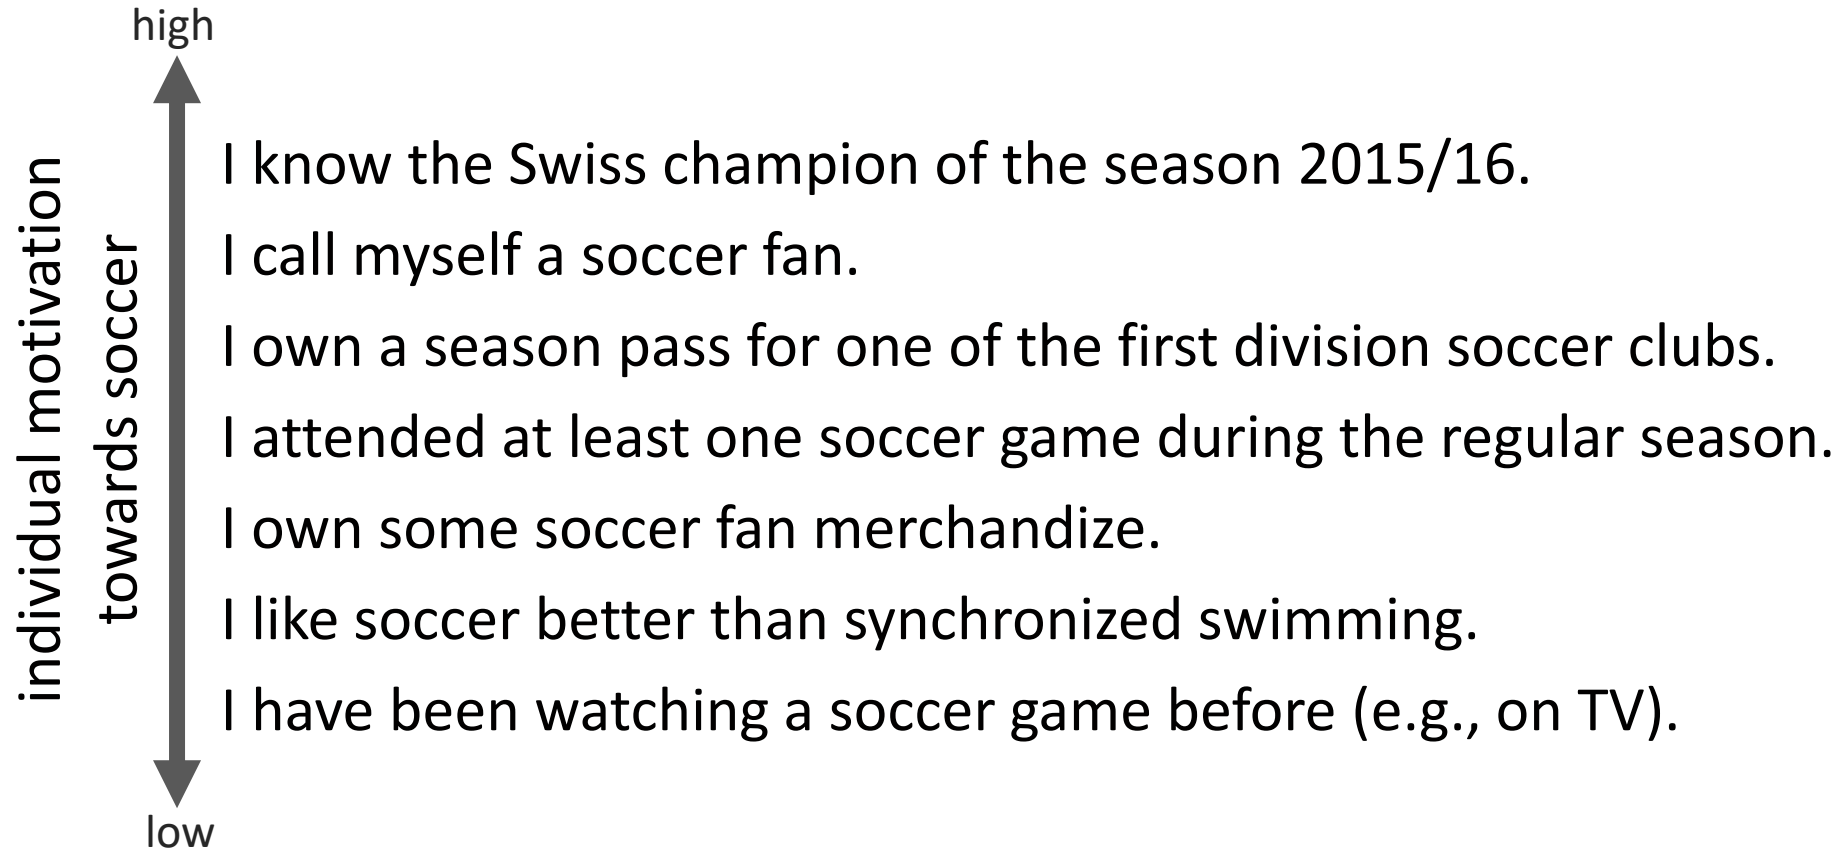 high
individual motivation
towards soccer
I know the Swiss champion of the season 2015/16.
I call myself a soccer fan.
I own a season pass for one of the first division soccer clubs.
I attended at least one soccer game during the regular season.
I own some soccer fan merchandize.
I like soccer better than synchronized swimming.
I have been watching a soccer game before (e.g., on TV).
low